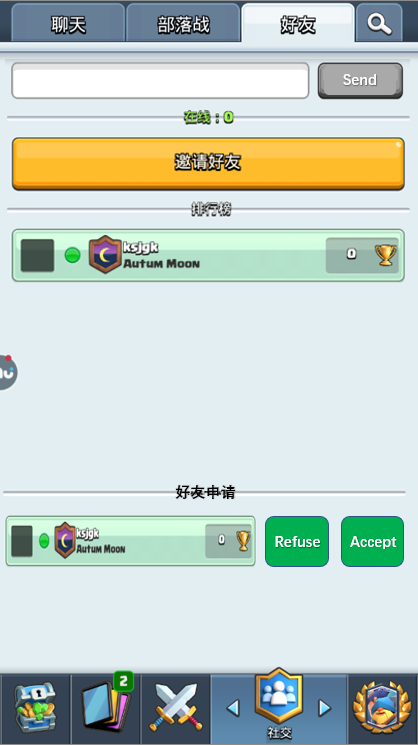 聊天 部落战 好友
Send
在线：0
邀请好友
排行榜
ksjgk
Autum Moon
0
好友申请
ksjgk
Autum Moon
0
Refuse Accept
2
社交